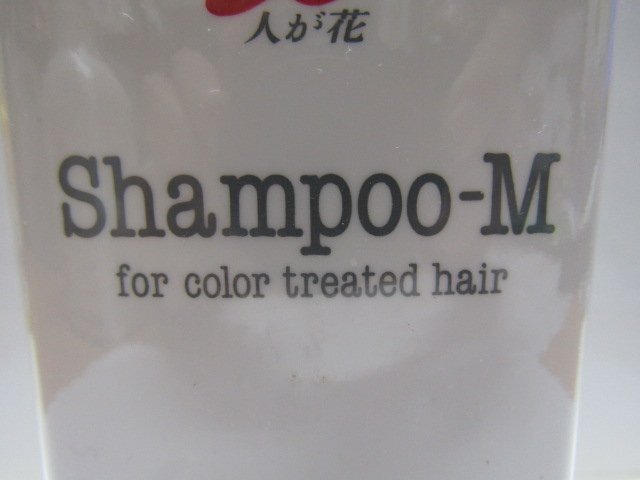 人が花
Shampoo-M
for color treated hair